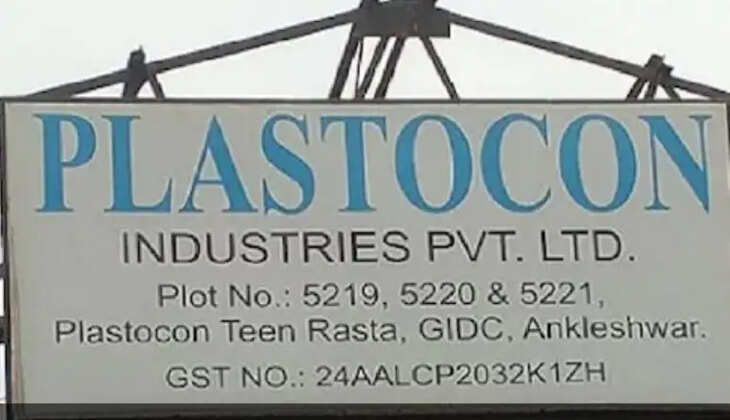 PLASTOCON
INDUSTRIES PVT. LTD.
Plot No.: 5219, 5220 & 5221,
Plastocon Teen Rasta, GIDC, Ankleshwar.
GST NO.: 24AALCP2032K1ZH